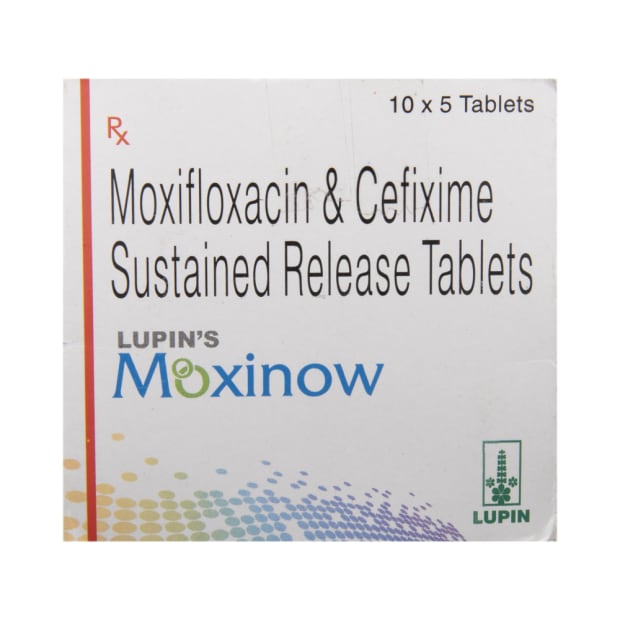 10 x 5 Tablets
Rx
Moxifloxacin & Cefixime
Sustained Release Tablets
LUPIN'S
Moxinow
LUPIN